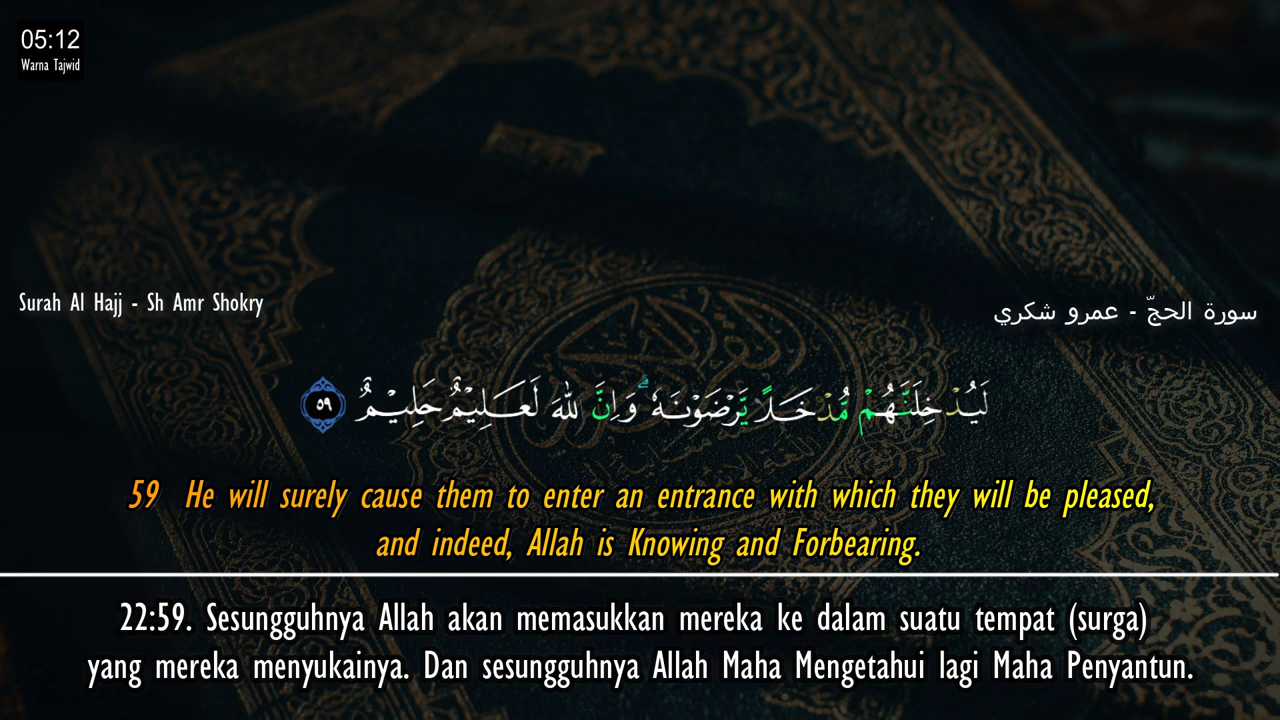 05:12
Warna Tajwid
Surah Al Hajj - Sh Amr Shokry
سورة الحجّ - عمرو شكري
لَيُدْخِلَنَّهُمْ مُّدْخَلًا يَّرْضَوْنَهٗ ۗ وَاِنَّ اللّٰهَ لَعَلِيْمٌ حَلِيْمٌ ٥٩
59 He will surely cause them to enter an entrance with which they will be pleased,
and indeed, Allah is Knowing and Forbearing.
22:59. Sesungguhnya Allah akan memasukkan mereka ke dalam suatu tempat (surga)
yang mereka menyukainya. Dan sesungguhnya Allah Maha Mengetahui lagi Maha Penyantun.